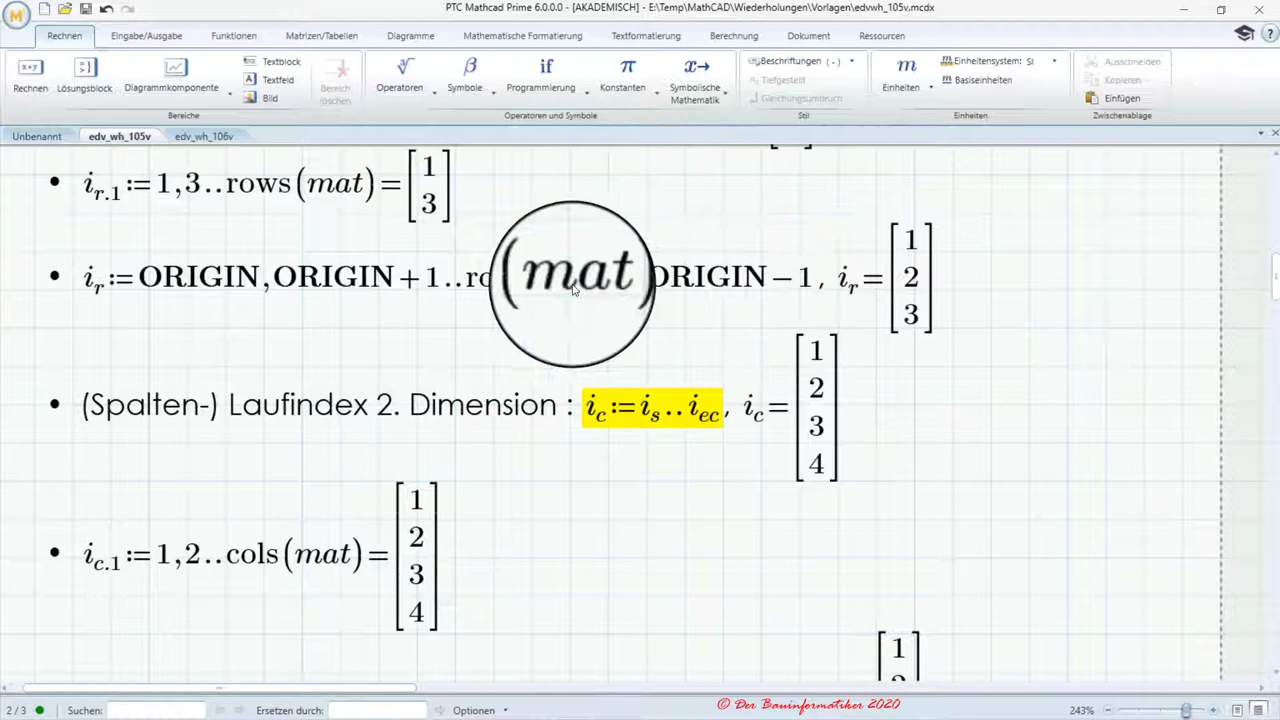 PTC Mathcad Prime 6.0.0.0 - [AKADEMISCH] - E:\Temp\MathCAD\Wiederholungen\Vorlagen\edvwh_105v.mcdx
Rechnen Eingabe/Ausgabe Funktionen Matrizen/Tabellen Diagramme Mathematische Formatierung Textformatierung Berechnung Dokument Ressourcen
Rechnen Lösungsblock Diagrammkomponente Textblock Textfeld Bild Bereich löschen Operatoren Symbole if Programmierung Konstanten Symbolische Mathematik Beschriftungen ( - ) Tiefgestellt Gleichungsumbruch Einheiten Einheitensystem: SI Basiseinheiten Ausschneiden Kopieren Einfügen
Bereiche Operatoren und Symbole Stil Einheiten Zwischenablage
Unbenannt edv_wh_105v edv_wh_106v
• i_{r.1} := 1, 3 .. rows(mat) = [1 3]
• i_r := ORIGIN, ORIGIN + 1 .. ro (mat) ORIGIN − 1 , i_r = [1 2 3]
• (Spalten-) Laufindex 2. Dimension : i_c := i_s .. i_{ec} , i_c = [1 2 3 4]
• i_{c.1} := 1, 2 .. cols(mat) = [1 2 3 4]
1
2 / 3 Suchen: Ersetzen durch: Optionen 243%
© Der Bauinformatiker 2020